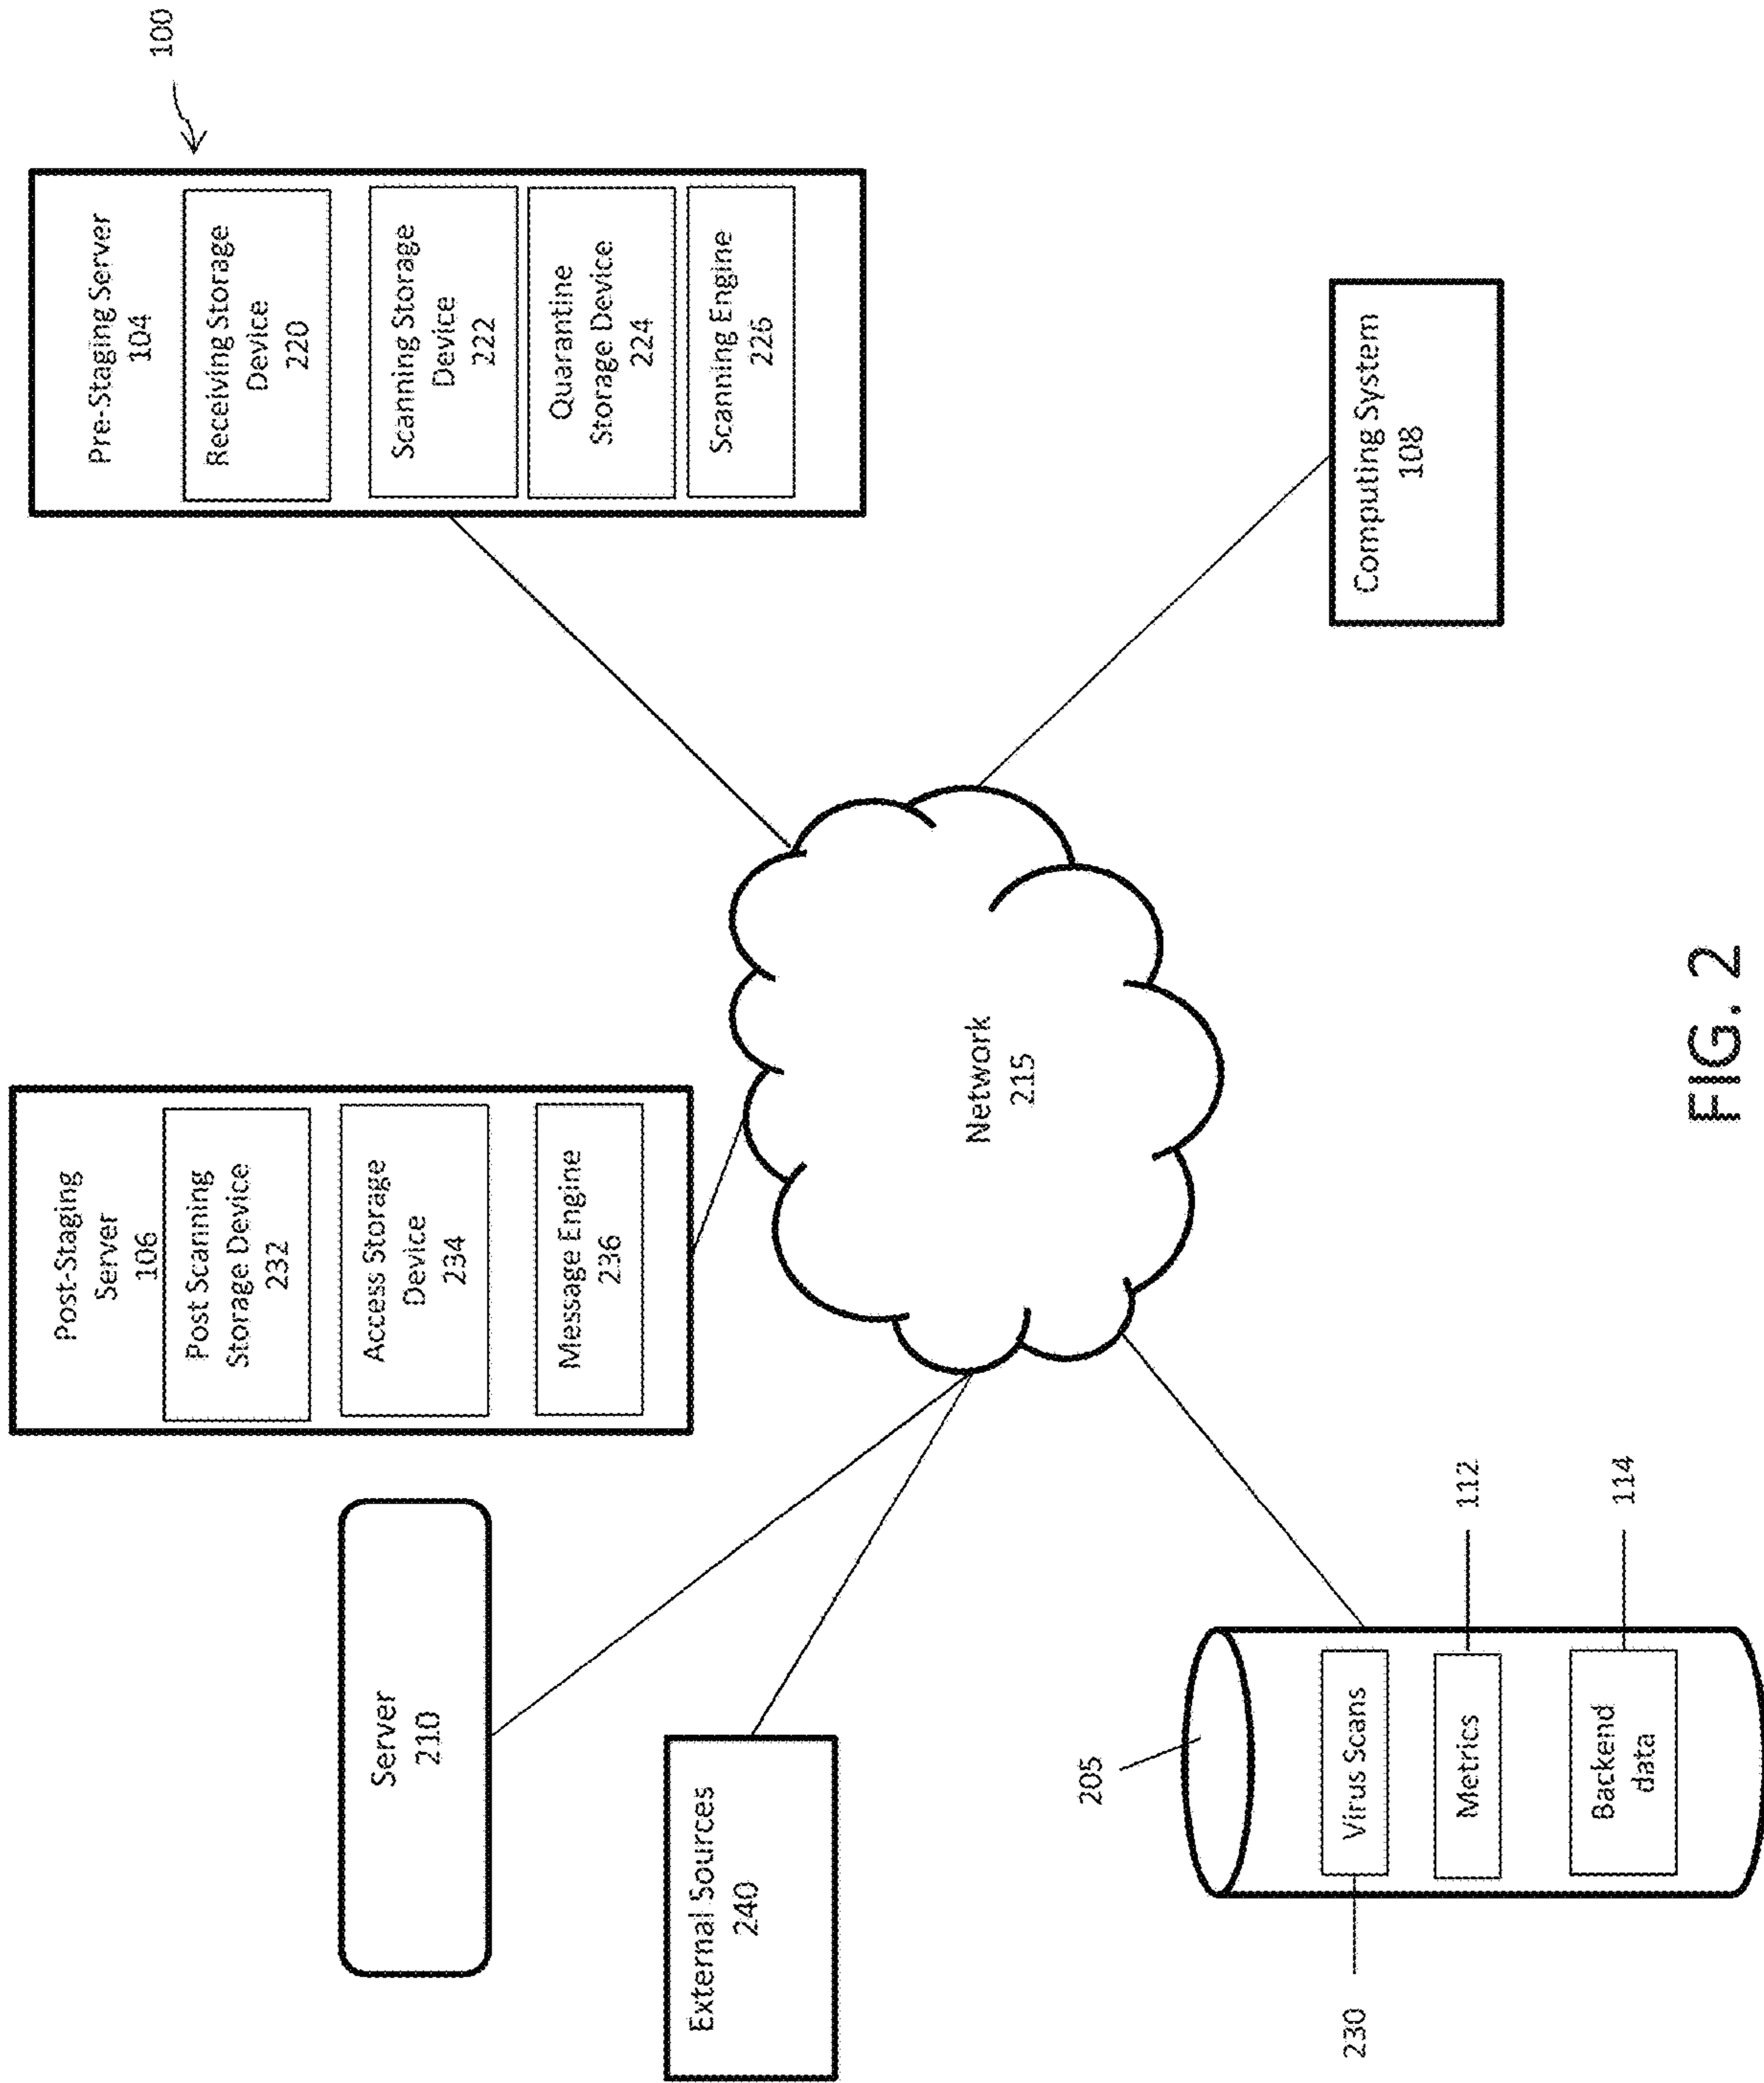 100
Pre-Staging Server
104
Receiving Storage
Device
220
Scanning Storage
Device
222
Quarantine
Storage Device
224
Scanning Engine
226
Post-Staging
Server
106
Post Scanning
Storage Device
232
Access Storage
Device
234
Message Engine
236
Server
210
External Sources
240
Network
215
Computing System
108
205
Virus Scans
230
Metrics
112
Backend
data
114
FIG. 2